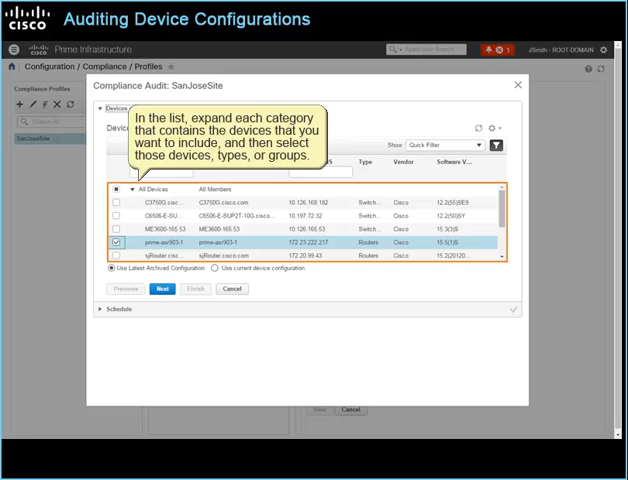 CISCO
Auditing Device Configurations
CISCO
Prime Infrastructure
Application Search
1
JSmith - ROOT-DOMAIN
Configuration / Compliance / Profiles
Compliance Profiles
Search All
SanJoseSite
Compliance Audit: SanJoseSite
Devices
In the list, expand each category
that contains the devices that you
want to include, and then select
those devices, types, or groups.
Show Quick Filter
Type Vendor Software V...
All Devices All Members
C3750G.cisc... C3750G.cisco.com 10.126.168.182 Switch... Cisco 12.2(55)SE9
C6506-E-SU... C6506-E-SUP2T-10G.cisco... 10.197.72.32 Switch... Cisco 12.2(50)SY
ME3600-165.53 ME3600-165.53 10.126.165.53 Switch... Cisco 15.3(3)S
prime-asr903-1 prime-asr903-1 172.23.222.217 Routers Cisco 15.5(1)S
sjRouter.cisc... sjRouter.cisco.com 172.20.99.43 Routers Cisco 15.2(20120...
Use Latest Archived Configuration Use current device configuration
Previous Next Finish Cancel
Schedule
Save Cancel